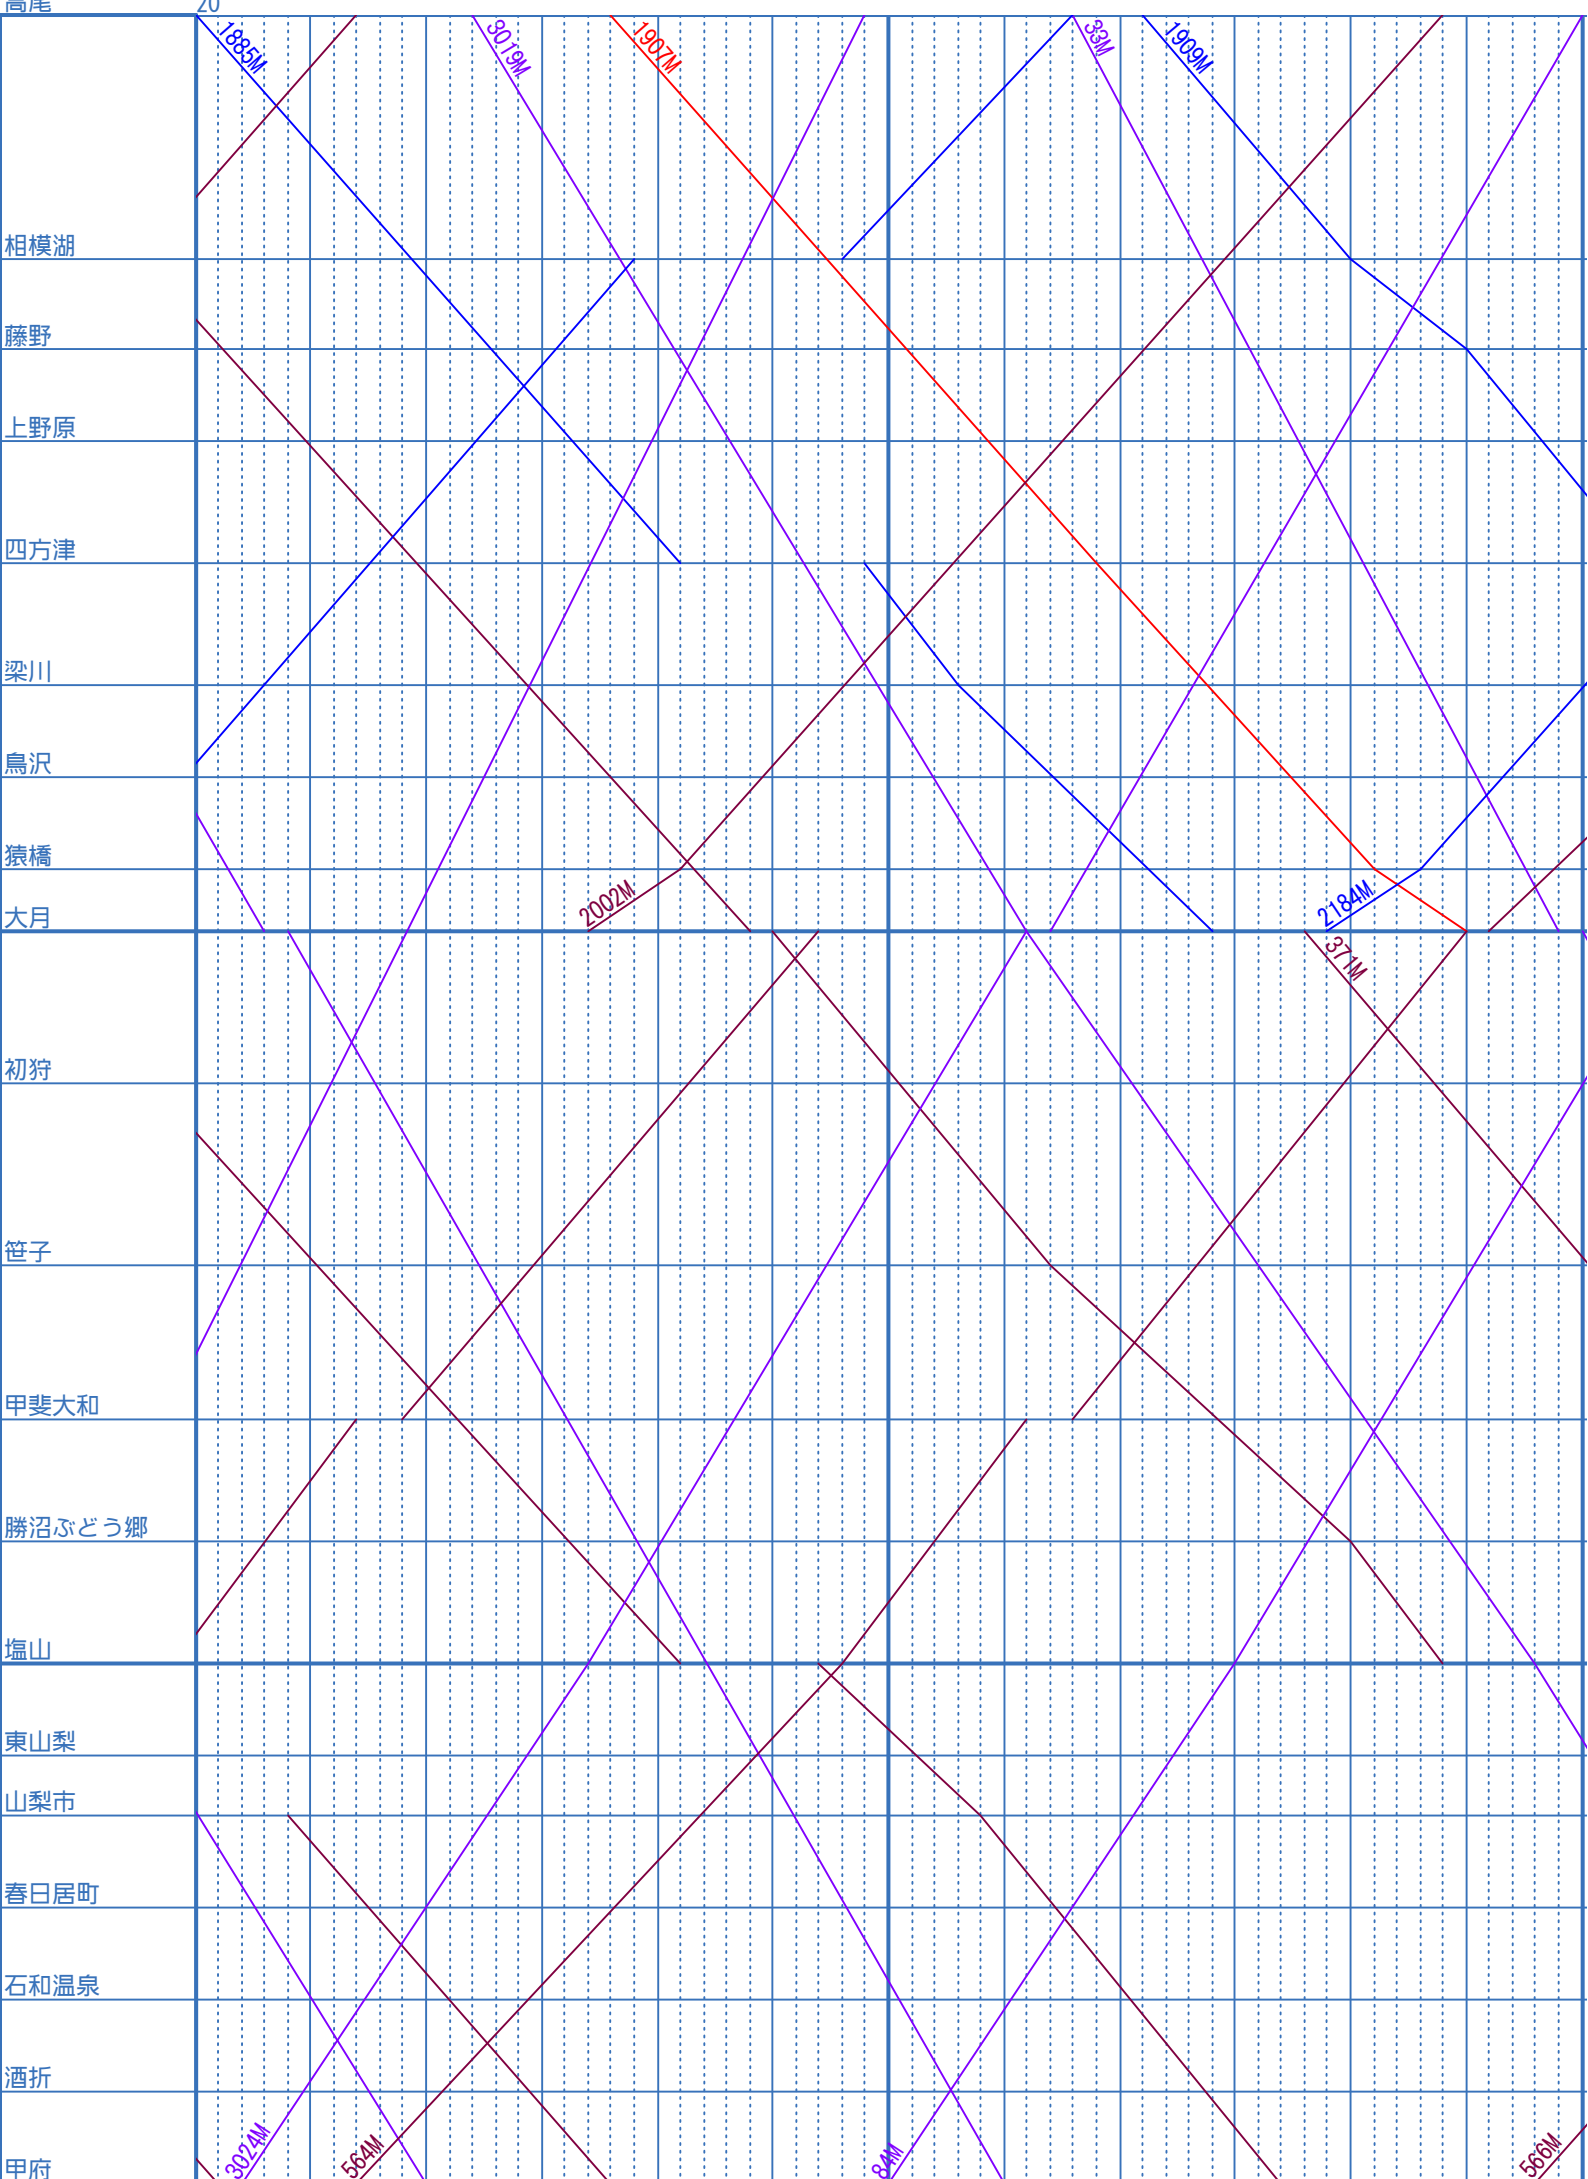 高尾
20
1885M
3019M
1907M
33M
1909M
相模湖
藤野
上野原
四方津
梁川
鳥沢
猿橋
2002M
2184M
大月
371M
初狩
笹子
甲斐大和
勝沼ぶどう郷
塩山
東山梨
山梨市
春日居町
石和温泉
酒折
3024M
564M
84M
566M
甲府